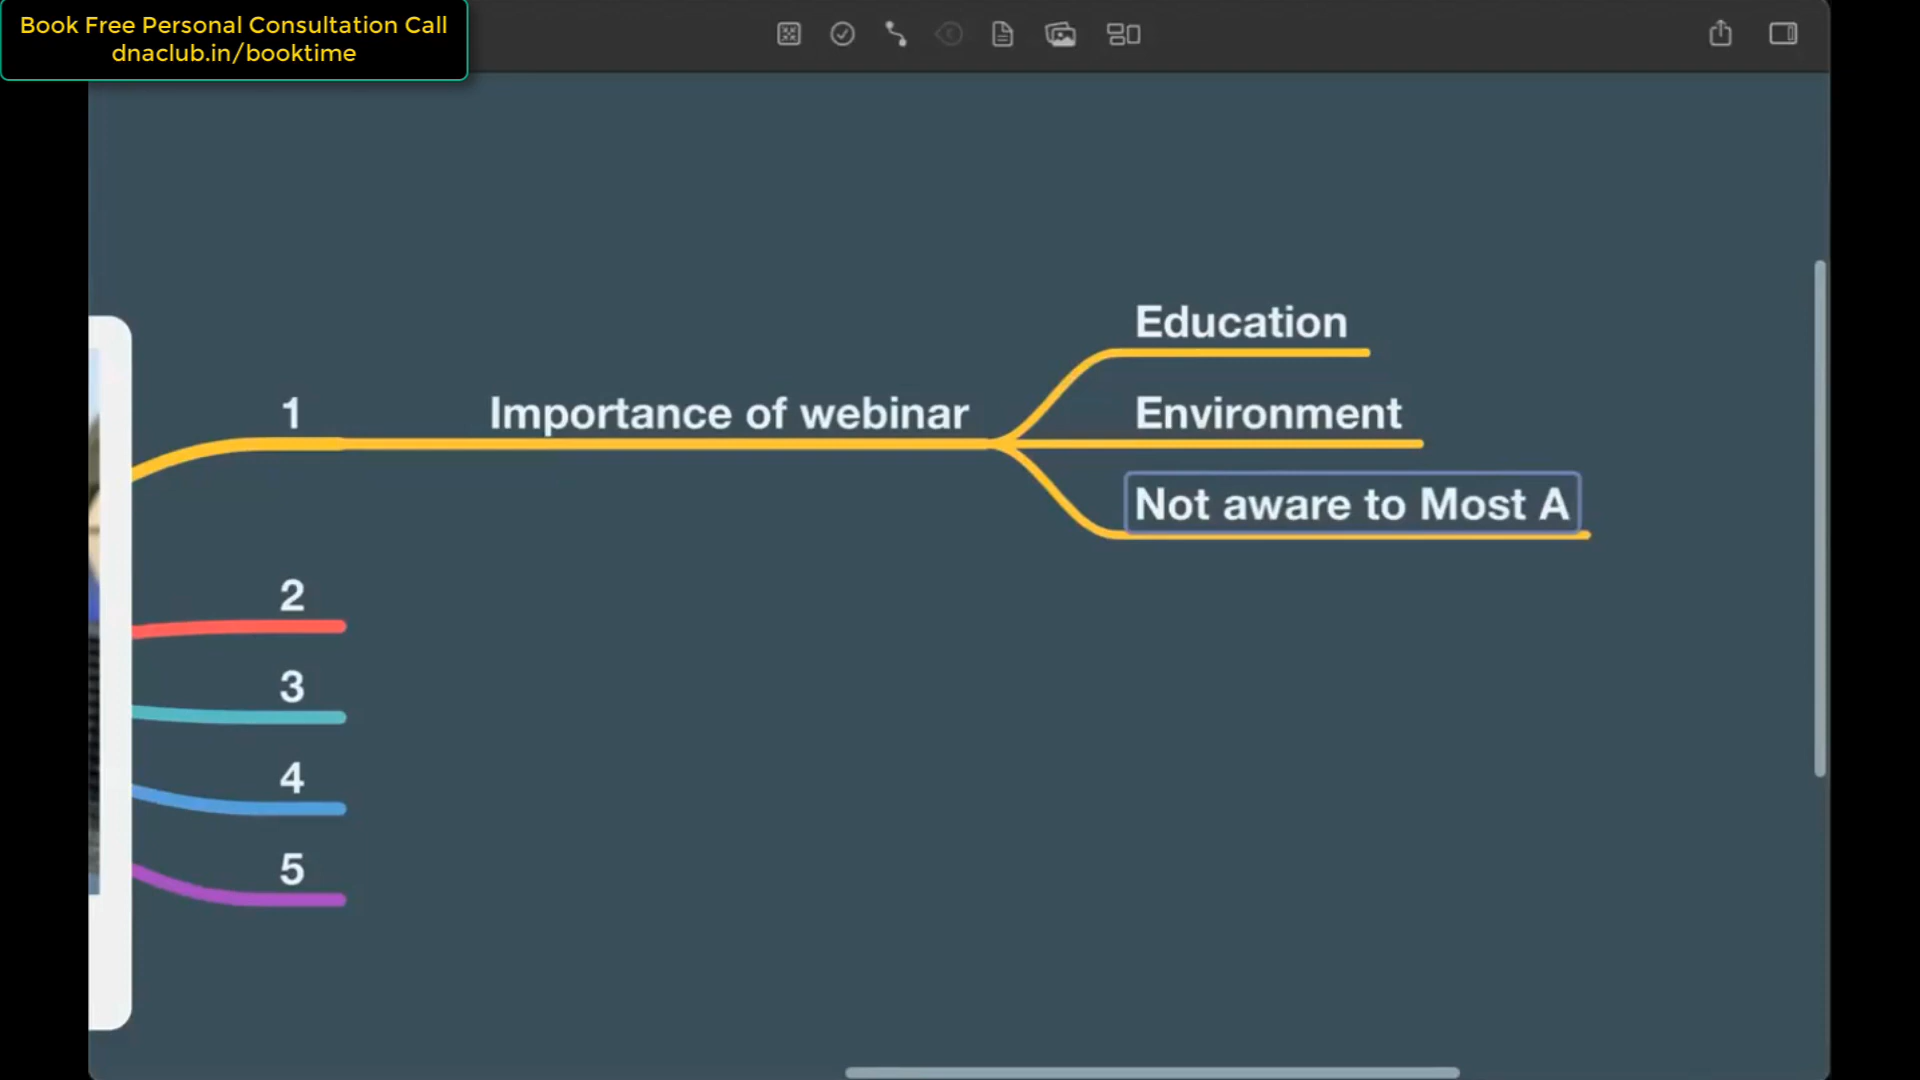 Book Free Personal Consultation Call
dnaclub.in/booktime
Education
1
Importance of webinar
Environment
Not aware to Most A
2
3
4
5